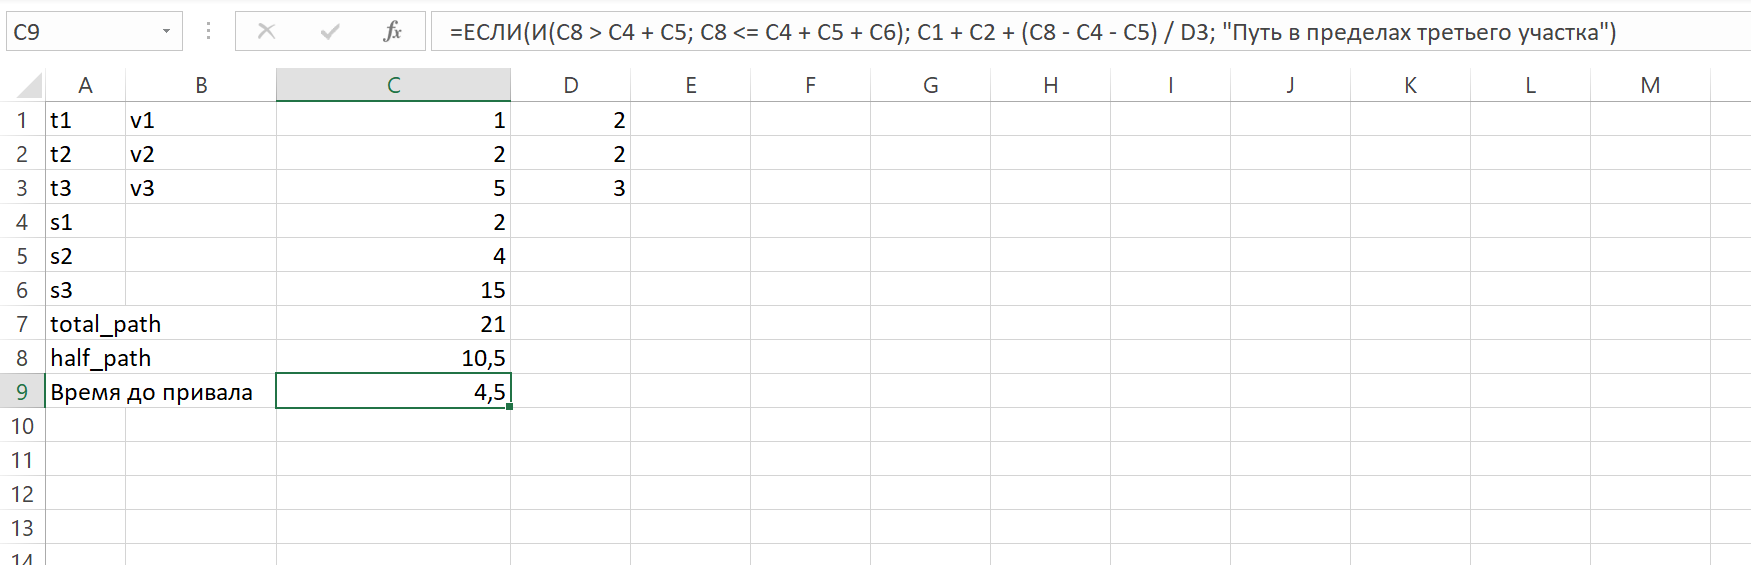 C9 fx =ЕСЛИ(И(C8 > C4 + C5; C8 <= C4 + C5 + C6); C1 + C2 + (C8 - C4 - C5) / D3; "Путь в пределах третьего участка")
A B C D E F G H I J K L M
1 t1 v1 1 2
2 t2 v2 2 2
3 t3 v3 5 3
4 s1 2
5 s2 4
6 s3 15
7 total_path 21
8 half_path 10,5
9 Время до привала 4,5
10
11
12
13
14